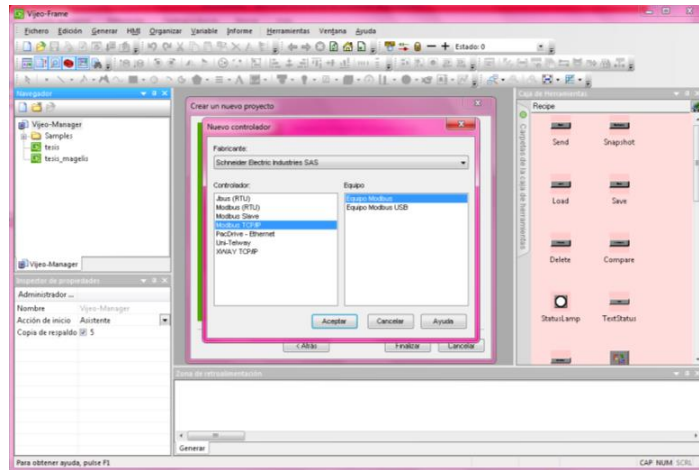 Vijeo-Frame
Fichero Edición Generar HMI Organizar Variable Informe Herramientas Ventana Ayuda
Estado: 0
Navegador
Vijeo-Manager
Samples
tesis
tesis_magelis
Vijeo-Manager
Inspector de propiedades
Administrador ...
Nombre Vijeo-Manager
Acción de inicio Asistente
Copia de respaldo 5
Crear un nuevo proyecto
Nuevo controlador
Fabricante:
Schneider Electric Industries SAS
Controlador:
Jbus (RTU)
Modbus (RTU)
Modbus Slave
Modbus TCP/IP
PacDrive - Ethernet
Uni-Telway
XWAY TCP/IP
Equipo
Equipo Modbus
Equipo Modbus USB
Aceptar Cancelar Ayuda
< Atrás Finalizar Cancelar
Caja de Herramientas
Recipe
Carpetas de la caja de herramientas
Send Snapshot
Load Save
Delete Compare
StatusLamp TextStatus
Zona de retroalimentación
Generar
Para obtener ayuda, pulse F1
CAP NUM SCRL